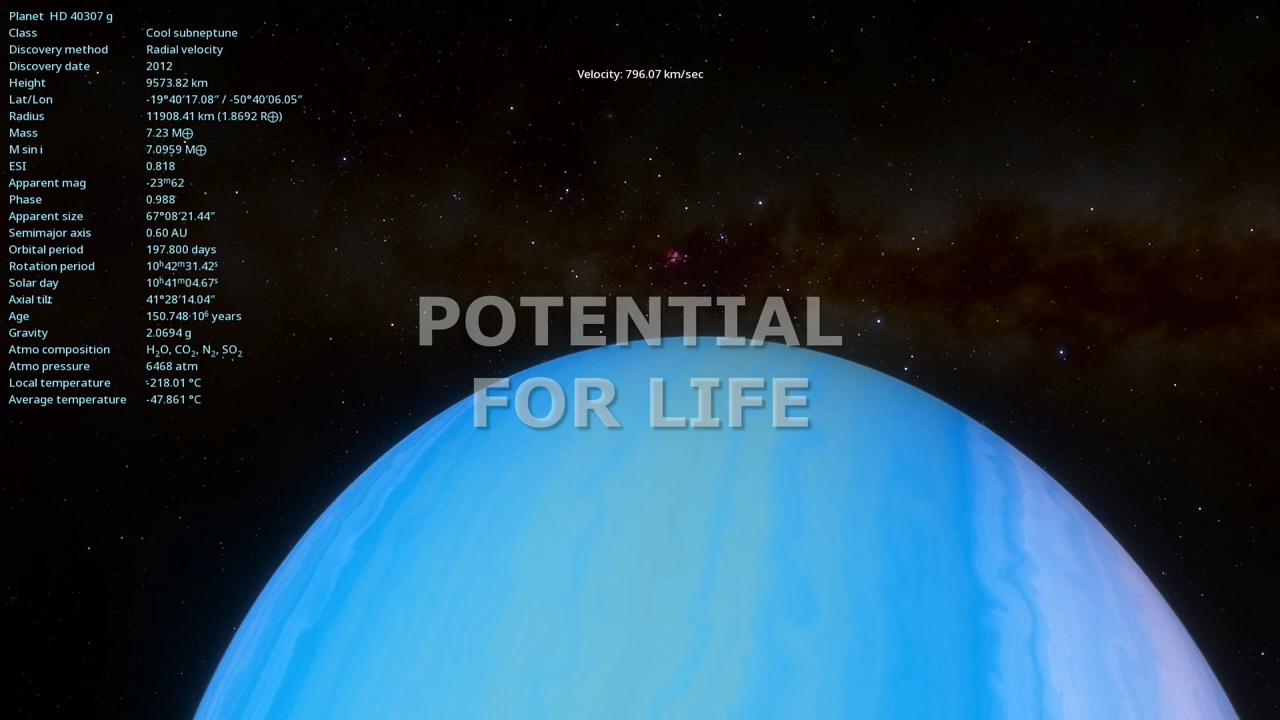 Planet HD 40307 g
Class Cool subneptune
Discovery method Radial velocity
Discovery date 2012
Height 9573.82 km
Lat/Lon -19°40′17.08″ / -50°40′06.05″
Radius 11908.41 km (1.8692 R⊕)
Mass 7.23 M⊕
M sin i 7.0959 M⊕
ESI 0.818
Apparent mag -23ᵐ62
Phase 0.988
Apparent size 67°08′21.44″
Semimajor axis 0.60 AU
Orbital period 197.800 days
Rotation period 10ʰ42ᵐ31.42ˢ
Solar day 10ʰ41ᵐ04.67ˢ
Axial tilt 41°28′14.04″
Age 150.748·10⁶ years
Gravity 2.0694 g
Atmo composition H₂O, CO₂, N₂, SO₂
Atmo pressure 6468 atm
Local temperature -218.01 °C
Average temperature -47.861 °C
Velocity: 796.07 km/sec
POTENTIAL
FOR LIFE